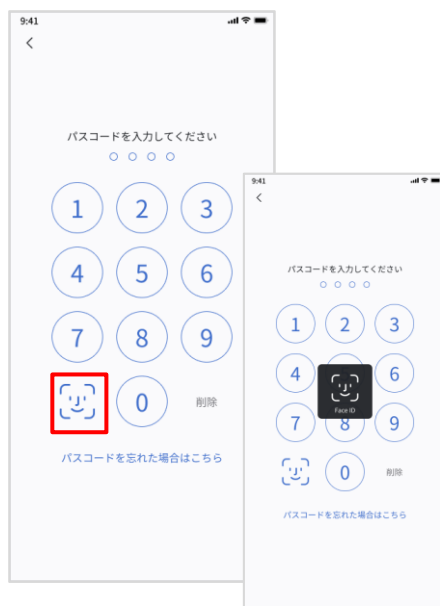 9:41
パスコードを入力してください
1 2 3
4 5 6
7 8 9
0 削除
パスコードを忘れた場合はこちら
9:41
パスコードを入力してください
1 2 3
4 6
Face ID
7 8 9
0 削除
パスコードを忘れた場合はこちら